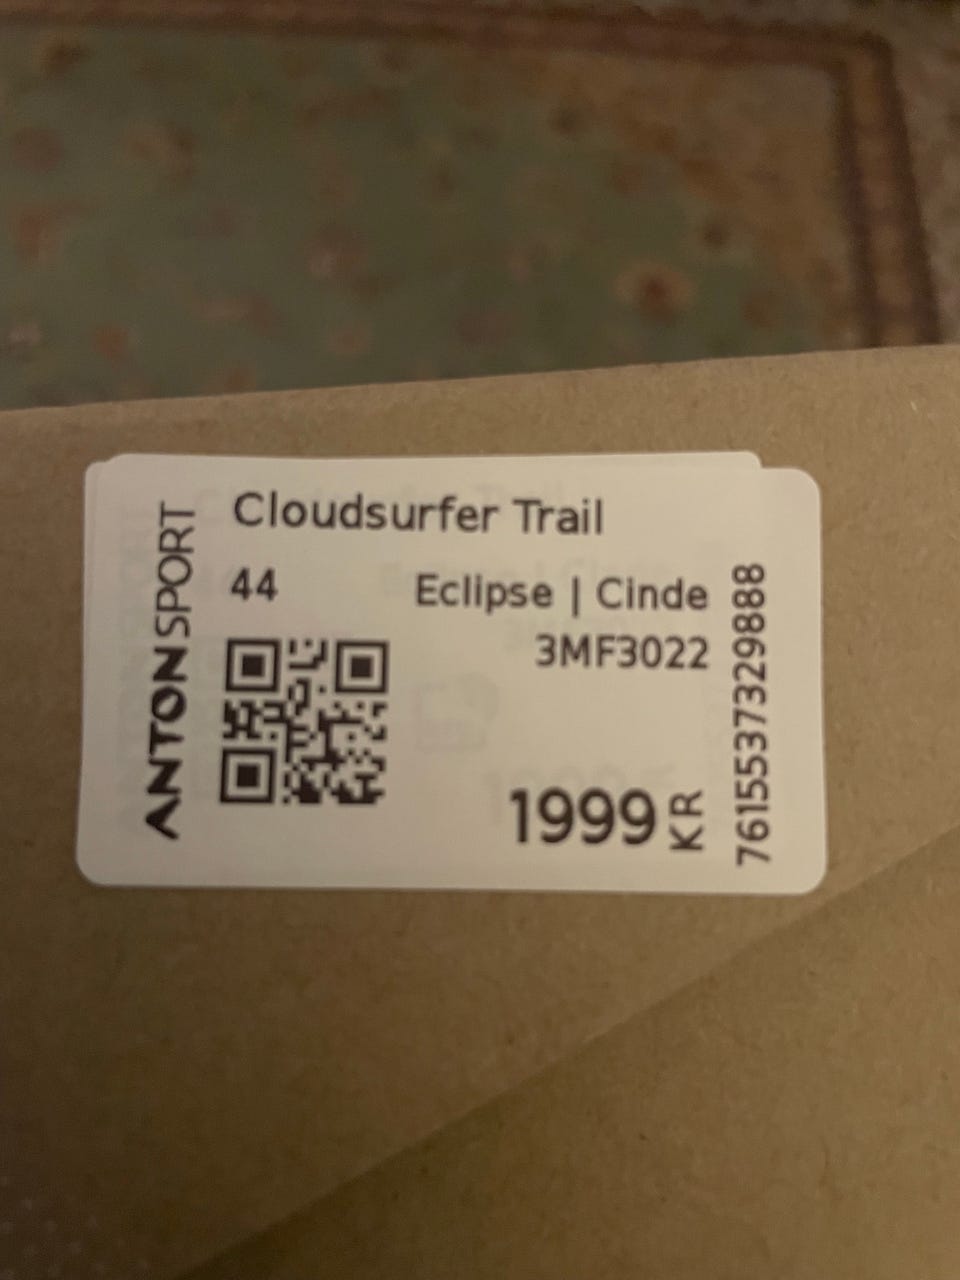 ANTON SPORT
Cloudsurfer Trail
44
Eclipse | Cinde
3MF3022
1999 KR
7615537329888